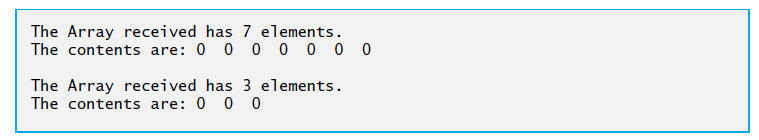 The Array received has 7 elements.
The contents are: 0  0  0  0  0  0  0
The Array received has 3 elements.
The contents are: 0  0  0